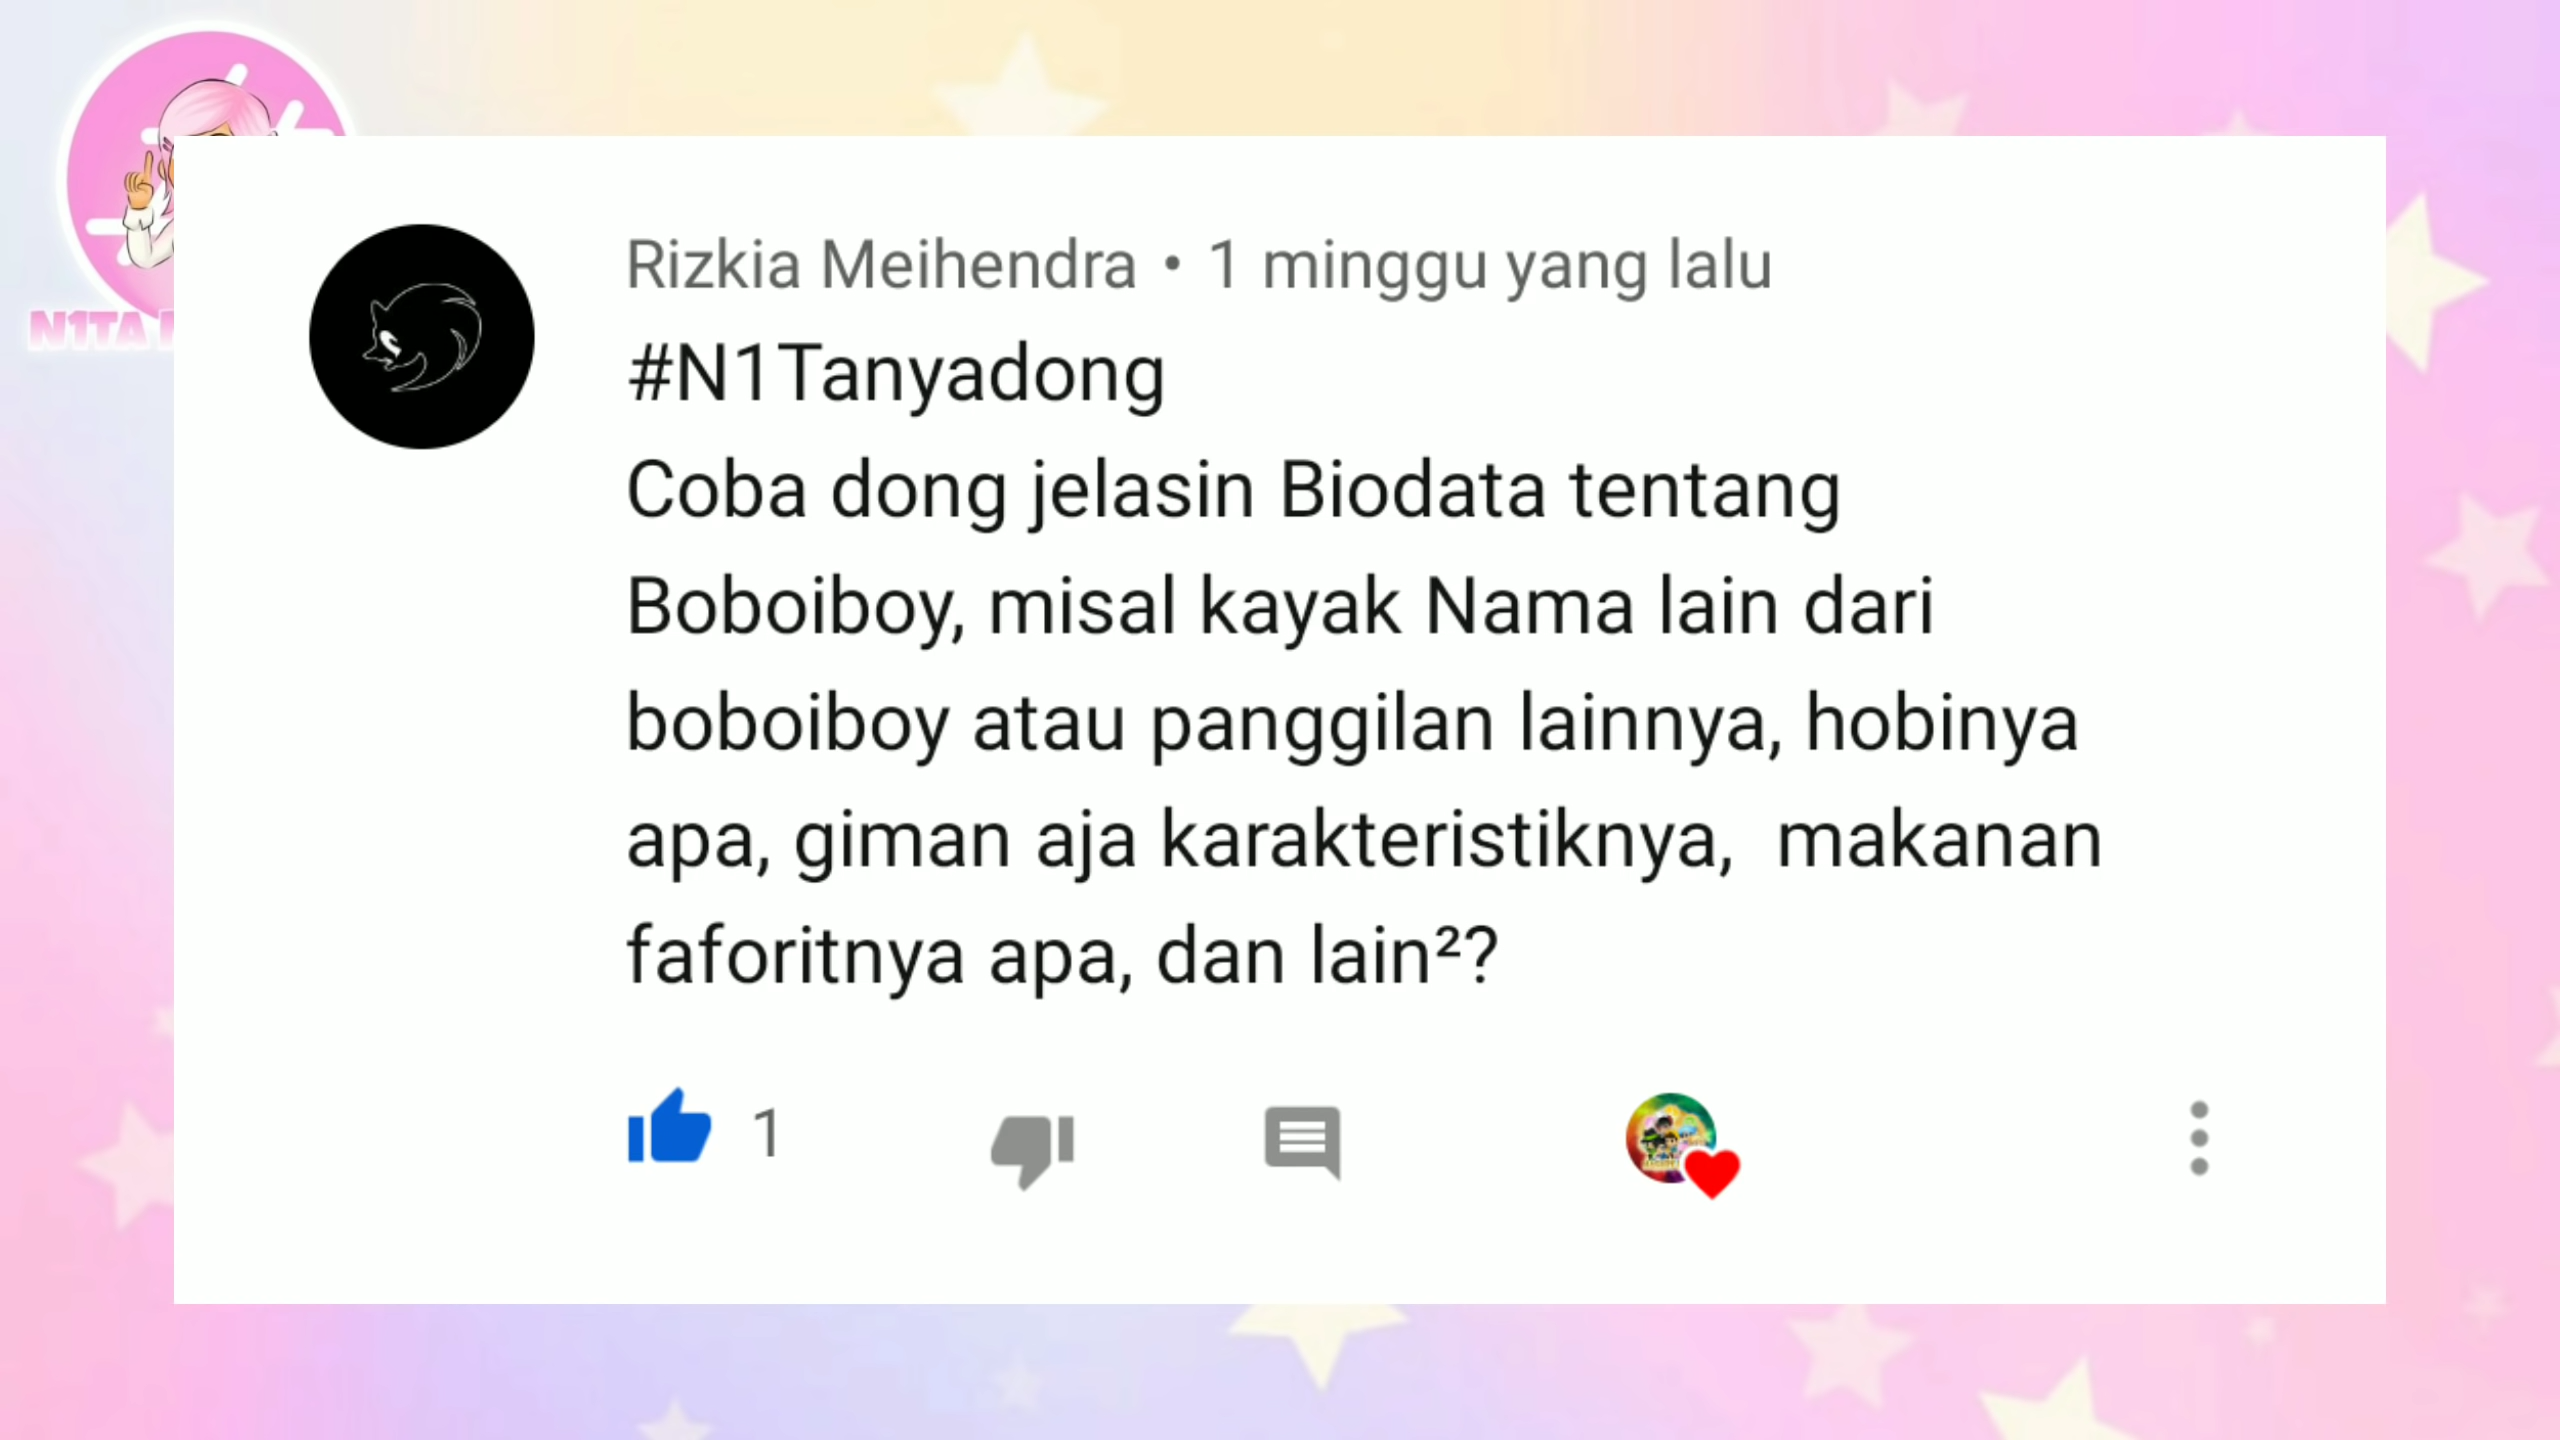 N1TA
Rizkia Meihendra • 1 minggu yang lalu
#N1Tanyadong
Coba dong jelasin Biodata tentang
Boboiboy, misal kayak Nama lain dari
boboiboy atau panggilan lainnya, hobinya
apa, giman aja karakteristiknya,  makanan
faforitnya apa, dan lain²?
1